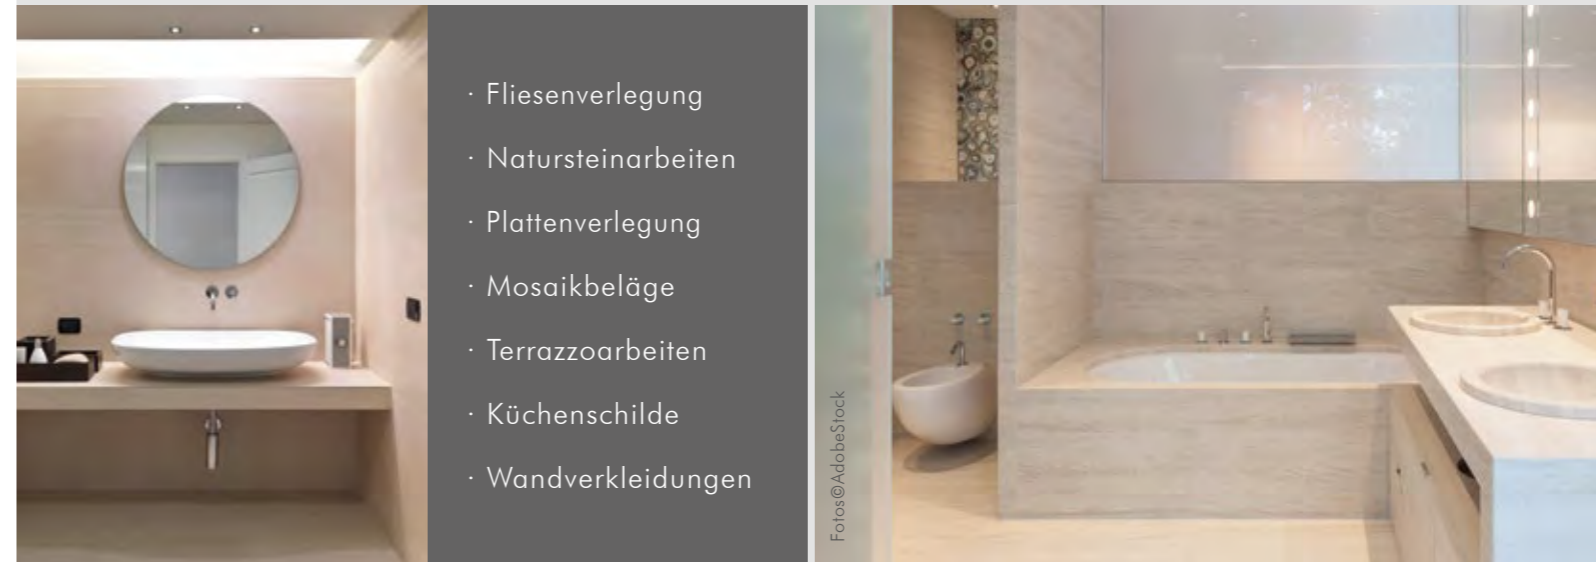 · Fliesenverlegung
· Natursteinarbeiten
· Plattenverlegung
· Mosaikbeläge
· Terrazzoarbeiten
· Küchenschilde
· Wandverkleidungen
Fotos©AdobeStock